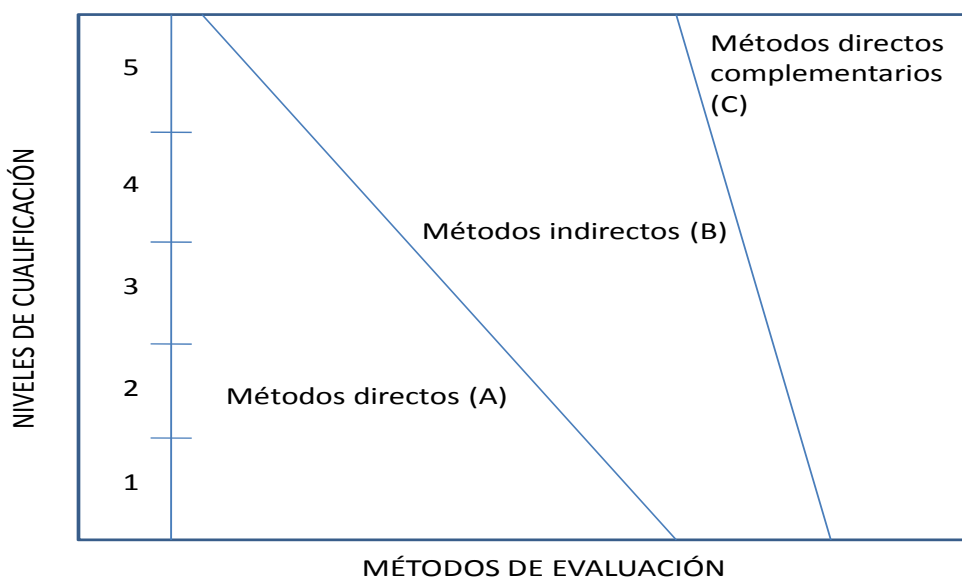 Métodos directos
complementarios
(C)
5
4
Métodos indirectos (B)
3
2
Métodos directos (A)
1
NIVELES DE CUALIFICACIÓN
MÉTODOS DE EVALUACIÓN